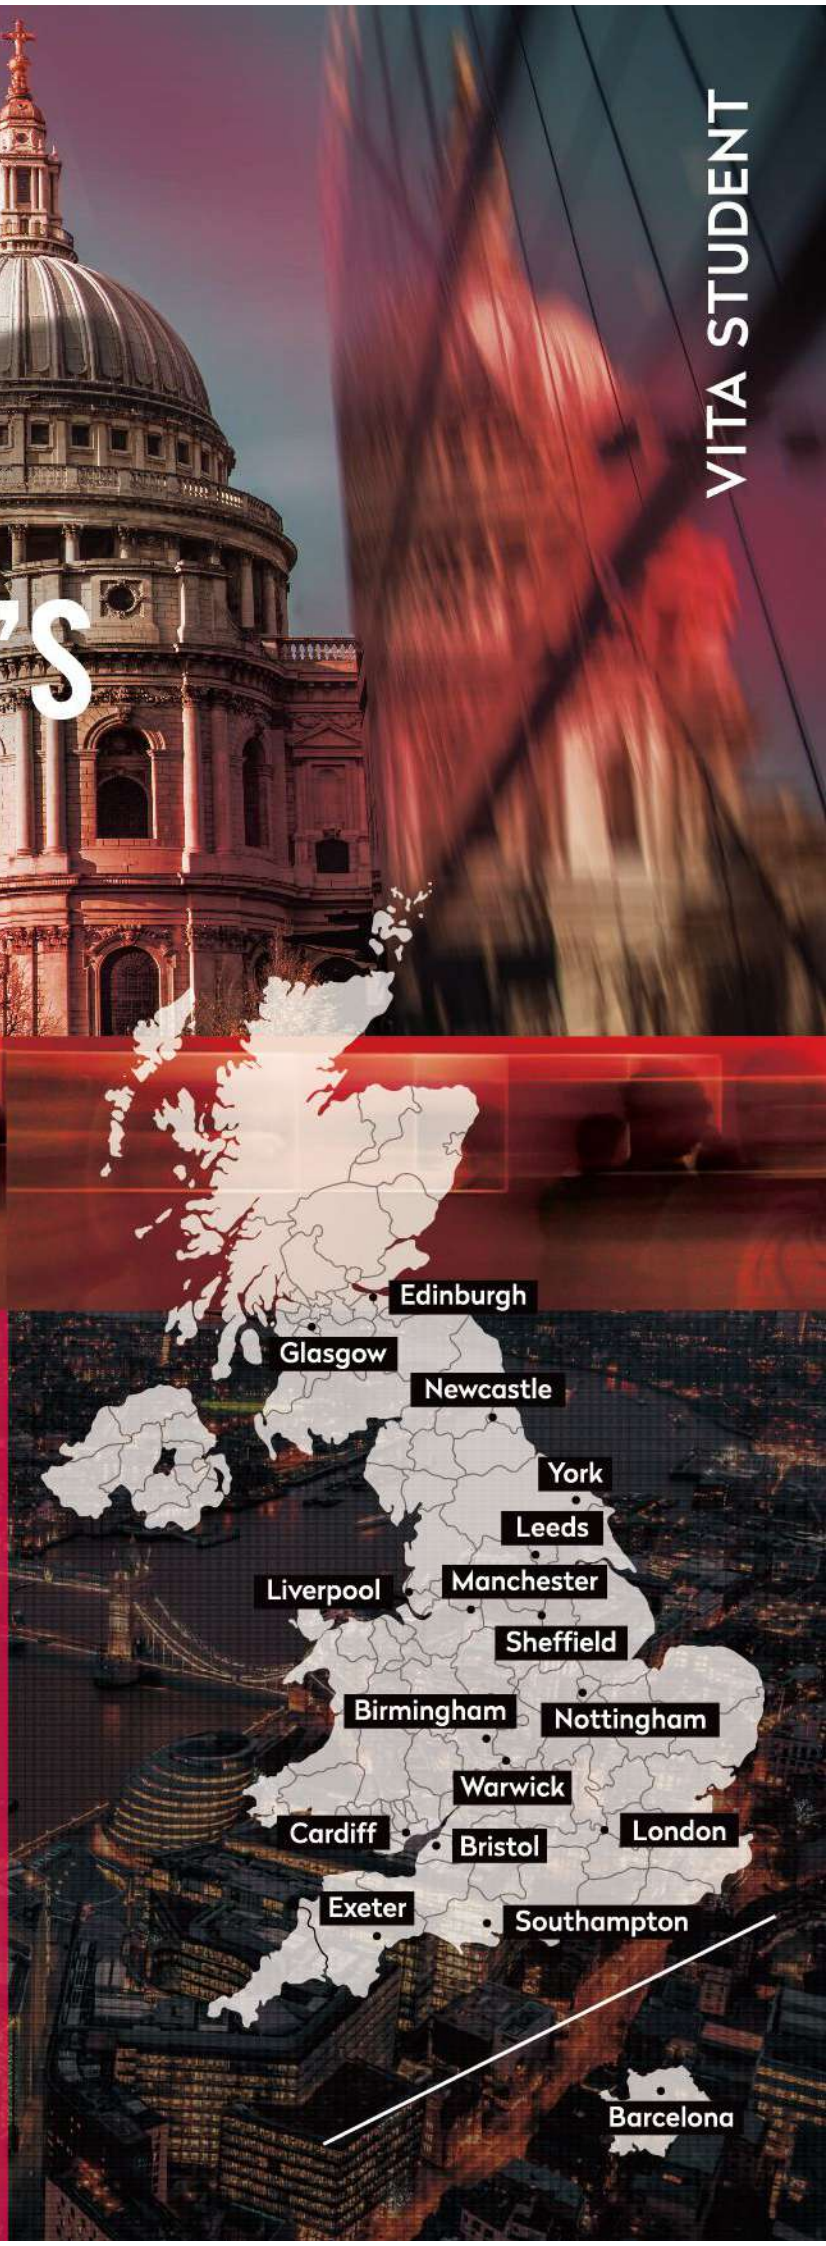 VITA STUDENT
'S
Edinburgh
Glasgow
Newcastle
York
Leeds
Liverpool
Manchester
Sheffield
Birmingham
Nottingham
Warwick
Cardiff
Bristol
London
Exeter
Southampton
Barcelona